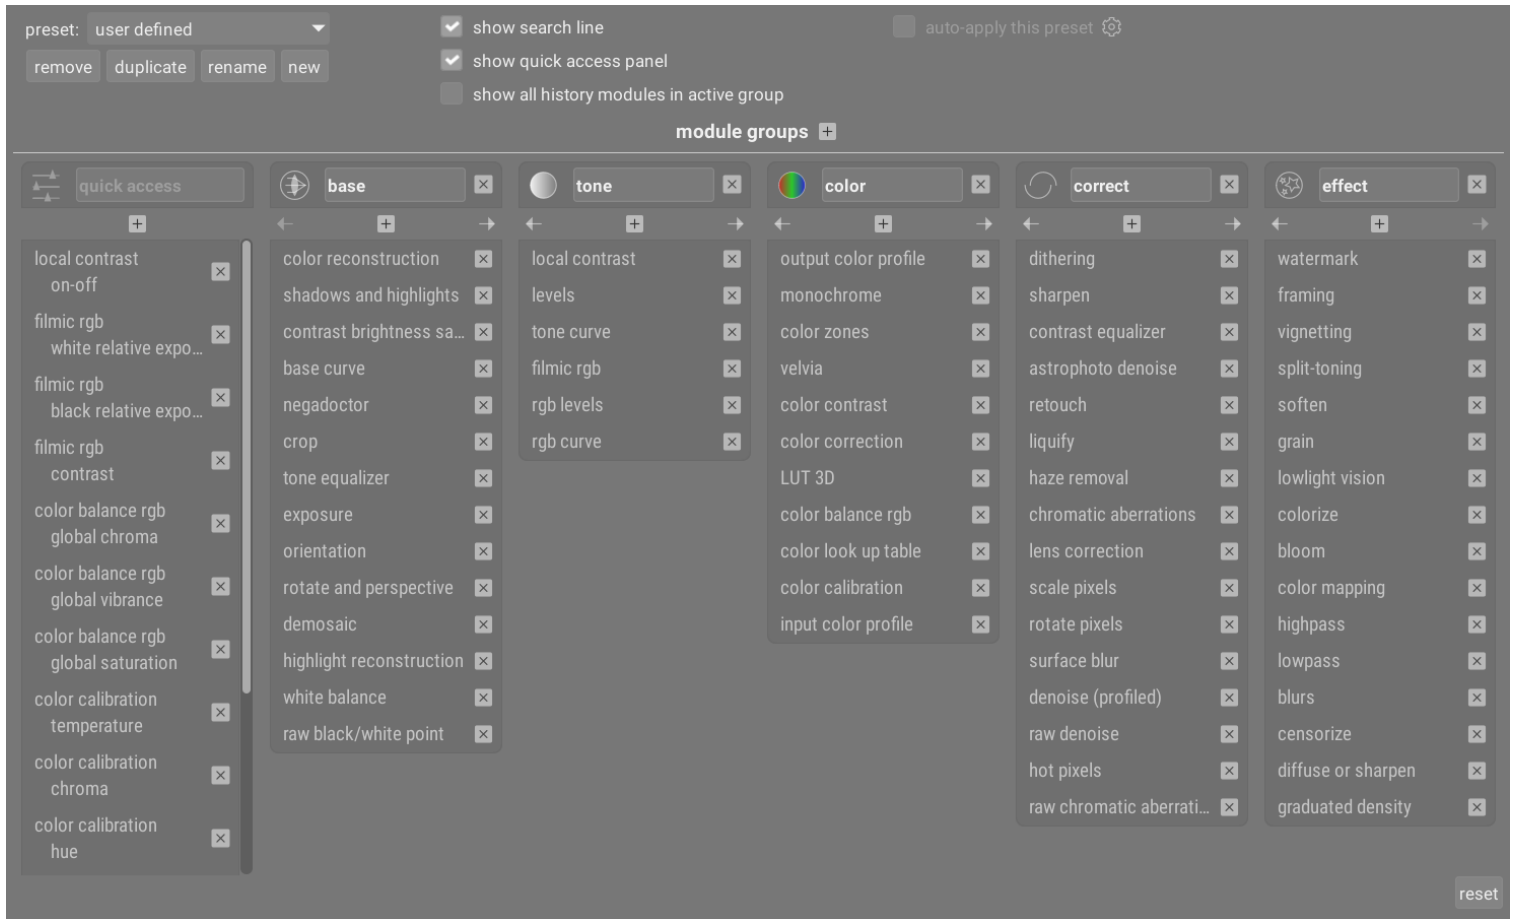 preset: user defined
remove duplicate rename new
show search line
show quick access panel
show all history modules in active group
auto-apply this preset
module groups
quick access
local contrast
on-off
filmic rgb
white relative expo...
filmic rgb
black relative expo...
filmic rgb
contrast
color balance rgb
global chroma
color balance rgb
global vibrance
color balance rgb
global saturation
color calibration
temperature
color calibration
chroma
color calibration
hue
base
color reconstruction
shadows and highlights
contrast brightness sa...
base curve
negadoctor
crop
tone equalizer
exposure
orientation
rotate and perspective
demosaic
highlight reconstruction
white balance
raw black/white point
tone
local contrast
levels
tone curve
filmic rgb
rgb levels
rgb curve
color
output color profile
monochrome
color zones
velvia
color contrast
color correction
LUT 3D
color balance rgb
color look up table
color calibration
input color profile
correct
dithering
sharpen
contrast equalizer
astrophoto denoise
retouch
liquify
haze removal
chromatic aberrations
lens correction
scale pixels
rotate pixels
surface blur
denoise (profiled)
raw denoise
hot pixels
raw chromatic aberrati...
effect
watermark
framing
vignetting
split-toning
soften
grain
lowlight vision
colorize
bloom
color mapping
highpass
lowpass
blurs
censorize
diffuse or sharpen
graduated density
reset